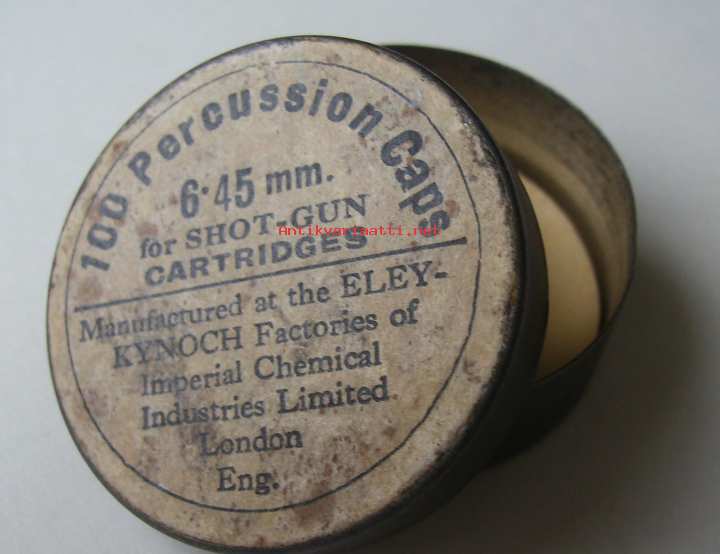 100 Percussion Caps
6·45 mm.
for SHOT-GUN
Antikvariaatti.net
CARTRIDGES
Manufactured at the ELEY-
KYNOCH Factories of
Imperial Chemical
Industries Limited
London
Eng.